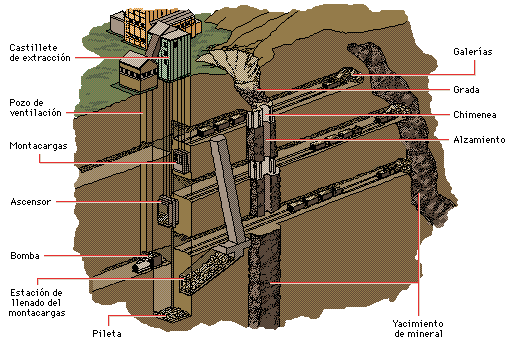 Castillete
de extracción
Pozo de
ventilación
Montacargas
Ascensor
Bomba
Estación de
llenado del
montacargas
Pileta
Galerías
Grada
Chimenea
Alzamiento
Yacimiento
de mineral